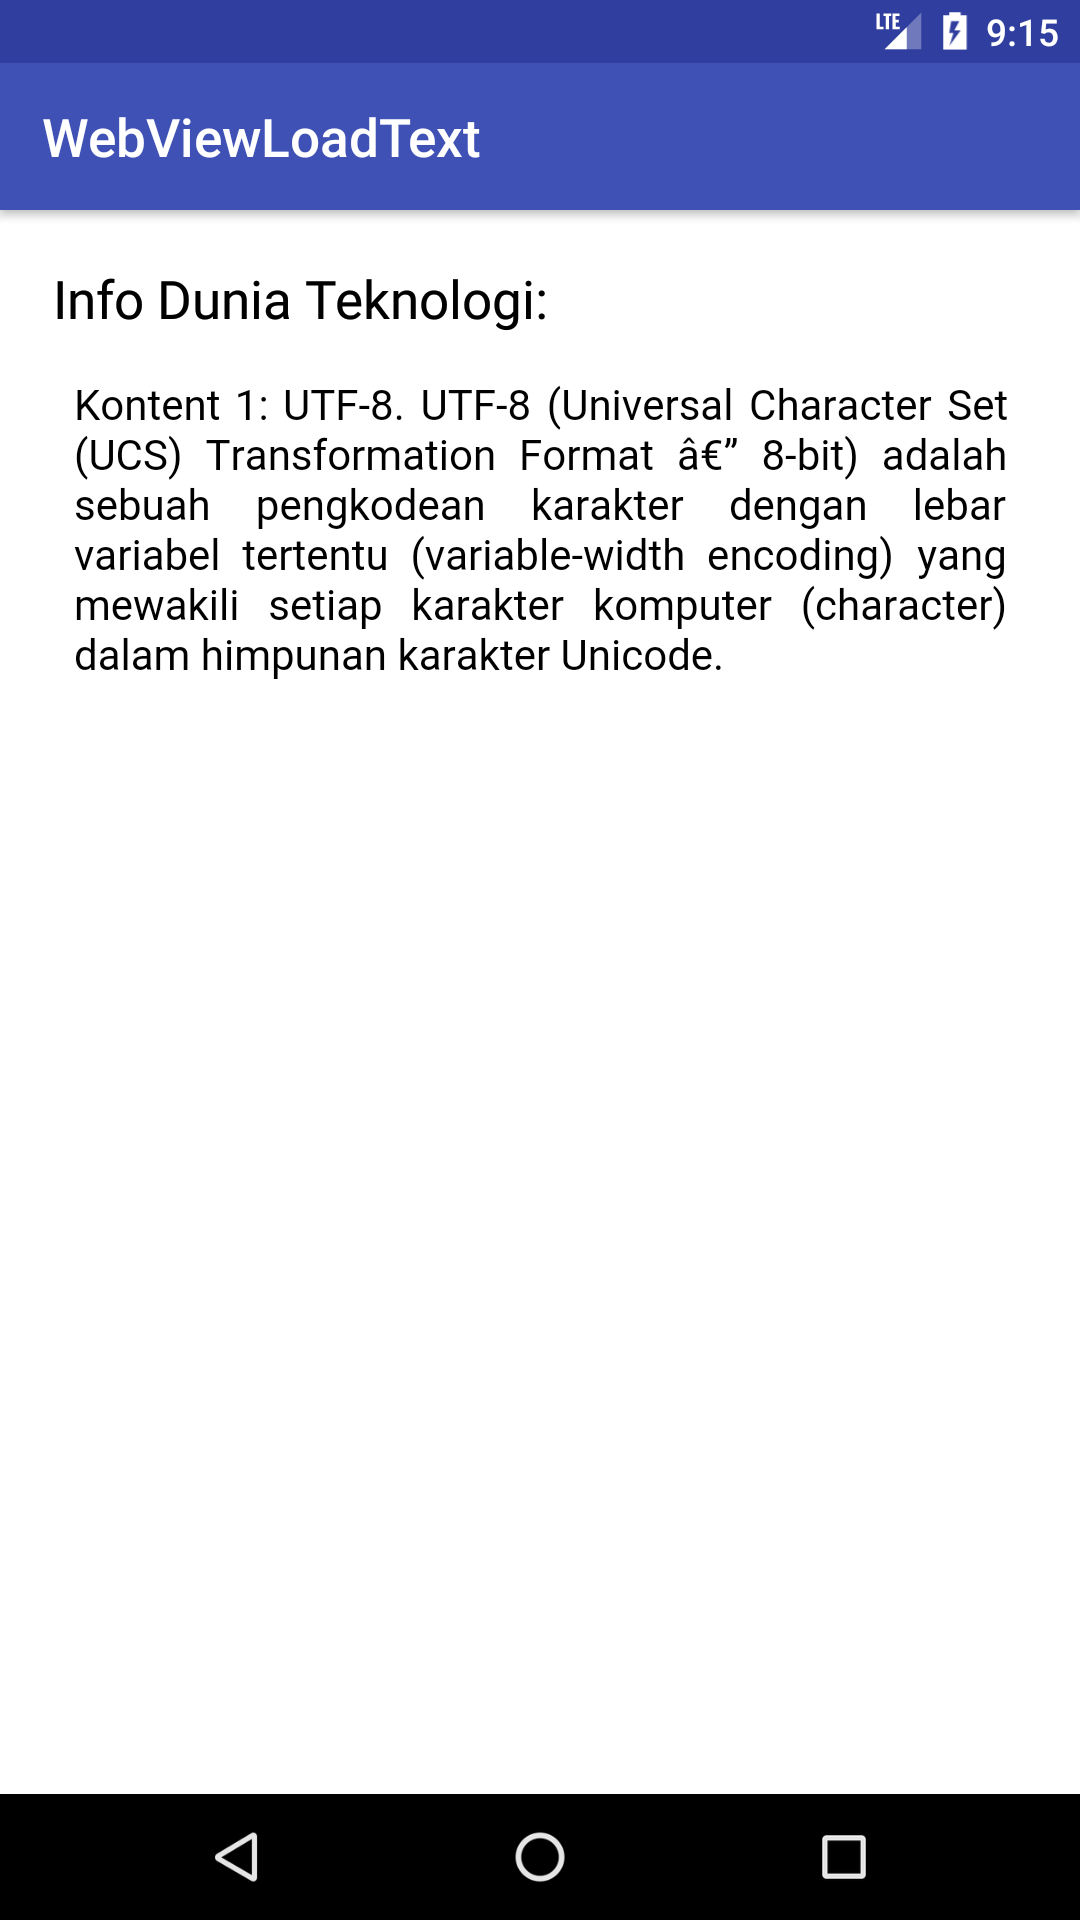 LTE 9:15
WebViewLoadText
Info Dunia Teknologi:
Kontent 1: UTF-8. UTF-8 (Universal Character Set
(UCS) Transformation Format â€” 8-bit) adalah
sebuah pengkodean karakter dengan lebar
variabel tertentu (variable-width encoding) yang
mewakili setiap karakter komputer (character)
dalam himpunan karakter Unicode.